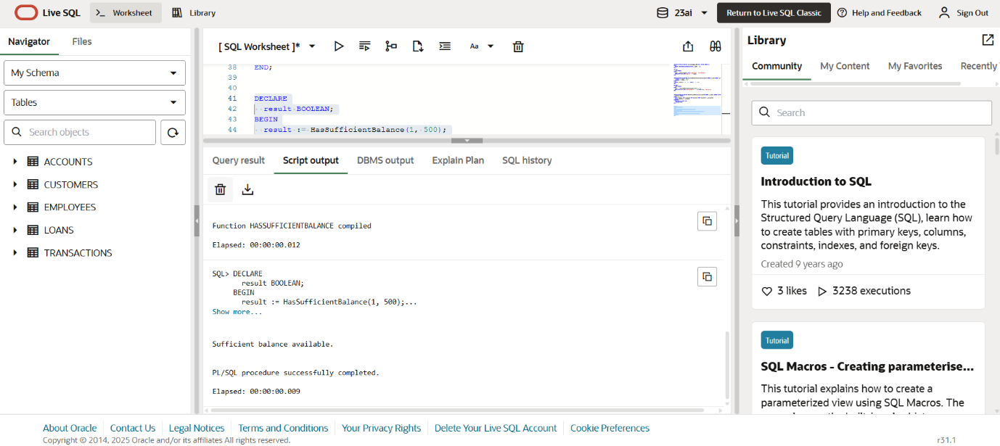 Live SQL
Worksheet
Library
23ai
Return to Live SQL Classic
Help and Feedback
Sign Out
Navigator
Files
My Schema
Tables
Search objects
ACCOUNTS
CUSTOMERS
EMPLOYEES
LOANS
TRANSACTIONS
[ SQL Worksheet ]*
Aa
38 END;
39
40
41 DECLARE
42 result BOOLEAN;
43 BEGIN
44 result := HasSufficientBalance(1, 500);
Query result
Script output
DBMS output
Explain Plan
SQL history
Function HASSUFFICIENTBALANCE compiled
Elapsed: 00:00:00.012
SQL> DECLARE
result BOOLEAN;
BEGIN
result := HasSufficientBalance(1, 500);...
Show more...
Sufficient balance available.
PL/SQL procedure successfully completed.
Elapsed: 00:00:00.009
Library
Community
My Content
My Favorites
Recently
Search
Tutorial
Introduction to SQL
This tutorial provides an introduction to the
Structured Query Language (SQL), learn how
to create tables with primary keys, columns,
constraints, indexes, and foreign keys.
Created 9 years ago
3 likes
3238 executions
Tutorial
SQL Macros - Creating parameterise...
This tutorial explains how to create a
parameterized view using SQL Macros. The
About Oracle
Contact Us
Legal Notices
Terms and Conditions
Your Privacy Rights
Delete Your Live SQL Account
Cookie Preferences
Copyright © 2014, 2025 Oracle and/or its affiliates All rights reserved.
r31.1